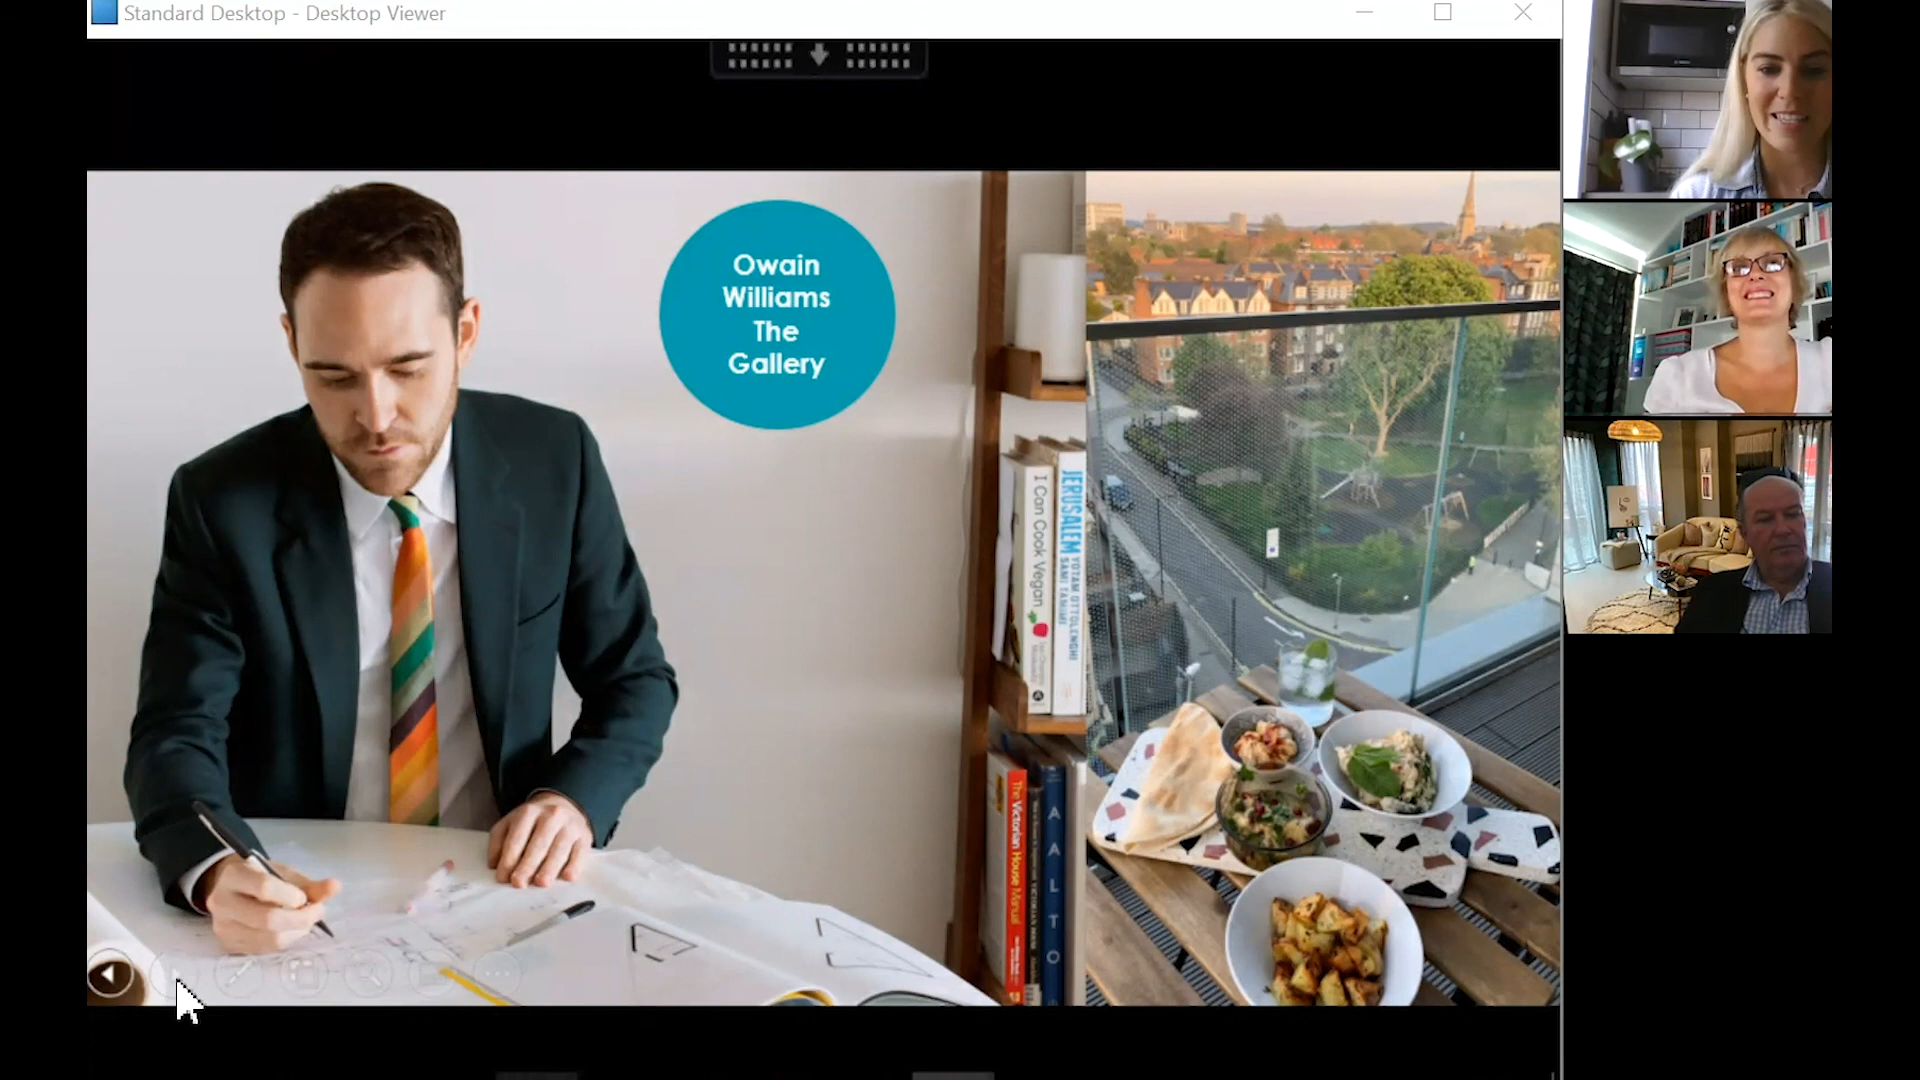 Standard Desktop - Desktop Viewer
Owain
Williams
The
Gallery
I Can Cook Vegan
JERUSALEM
YOTAM OTTOLENGHI
SAMI TAMIMI
The Victorian House Manual
AALTO